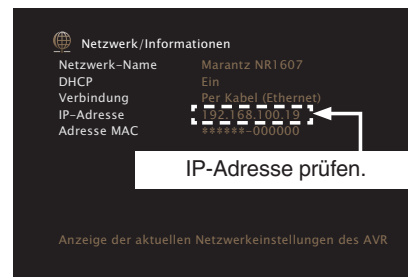 Netzwerk/Informationen
Netzwerk-Name Marantz NR1607
DHCP Ein
Verbindung Per Kabel (Ethernet)
IP-Adresse 192.168.100.19
Adresse MAC ******-000000
IP-Adresse prüfen.
Anzeige der aktuellen Netzwerkeinstellungen des AVR